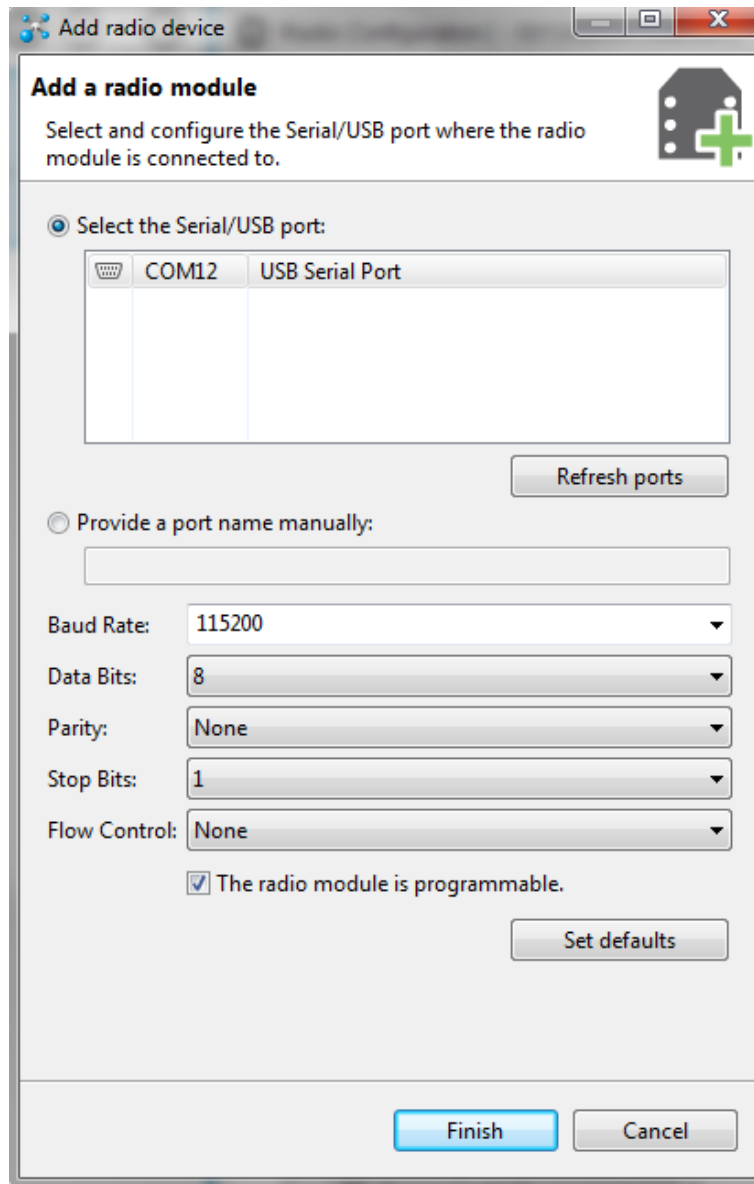 Add radio device
Add a radio module
Select and configure the Serial/USB port where the radio
module is connected to.
Select the Serial/USB port:
COM12 USB Serial Port
Refresh ports
Provide a port name manually:
Baud Rate: 115200
Data Bits: 8
Parity: None
Stop Bits: 1
Flow Control: None
The radio module is programmable.
Set defaults
Finish Cancel